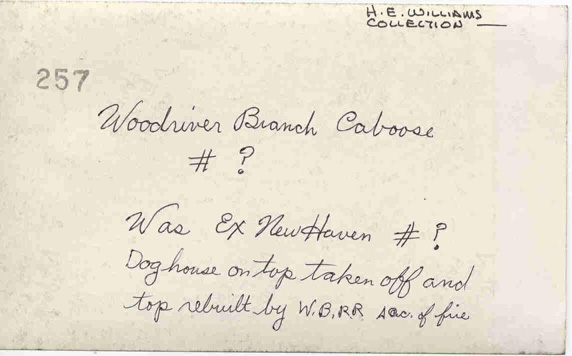 H.E. WILLIAMS
COLLECTION
257
Woodriver Branch Caboose
# ?
Was Ex New Haven # ?
Doghouse on top taken off and
top rebuilt by W.B.RR acc. of fire